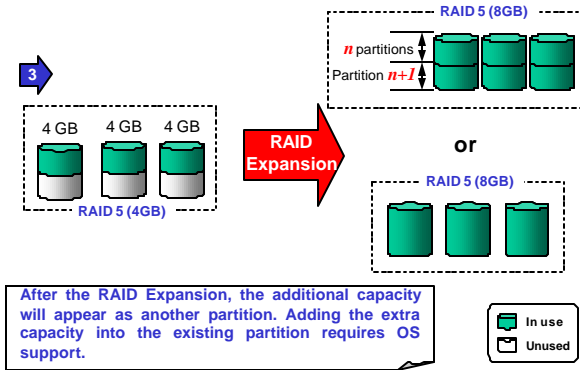 RAID 5 (8GB)
n partitions
Partition n+1
3
4 GB 4 GB 4 GB
RAID 5 (4GB)
RAID
Expansion
or
RAID 5 (8GB)
After the RAID Expansion, the additional capacity
will appear as another partition. Adding the extra
capacity into the existing partition requires OS
support.
In use
Unused